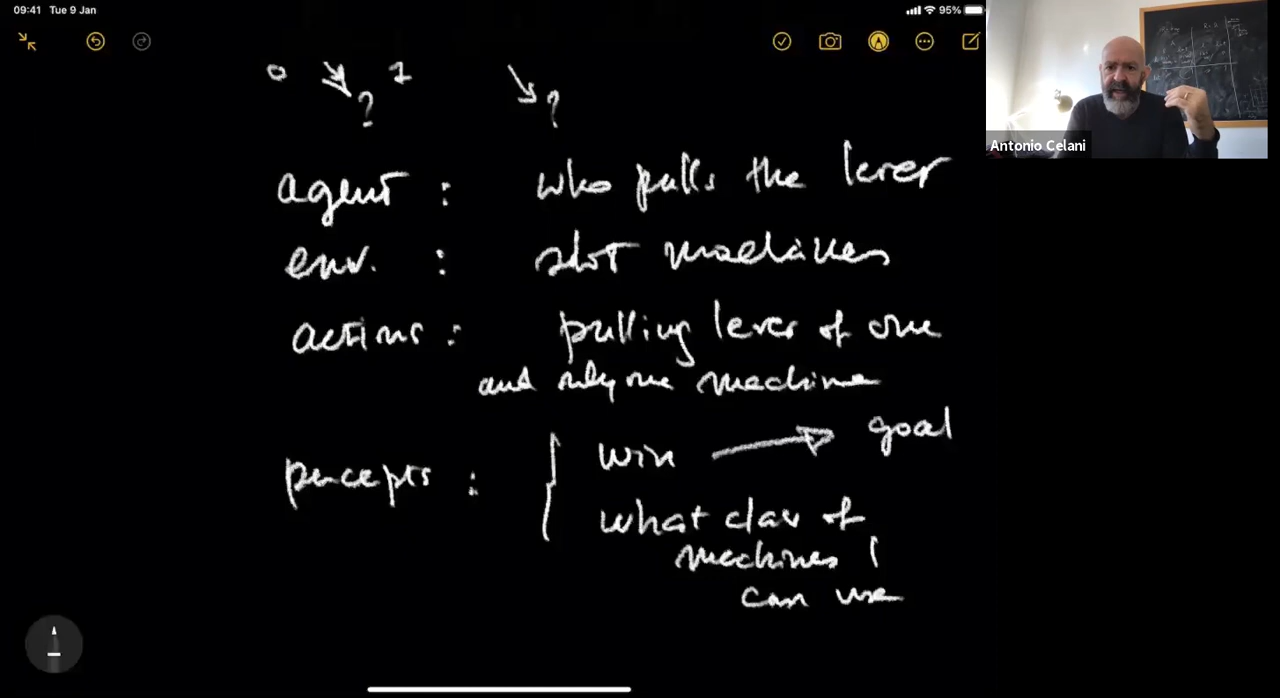 09:41 Tue 9 Jan
95%
Antonio Celani
0 ? 1 ?
agent : who pulls the lever
env. : slot machines
actions : pulling lever of one
and only one machine
percepts : win → goal
what class of
machines I
can use